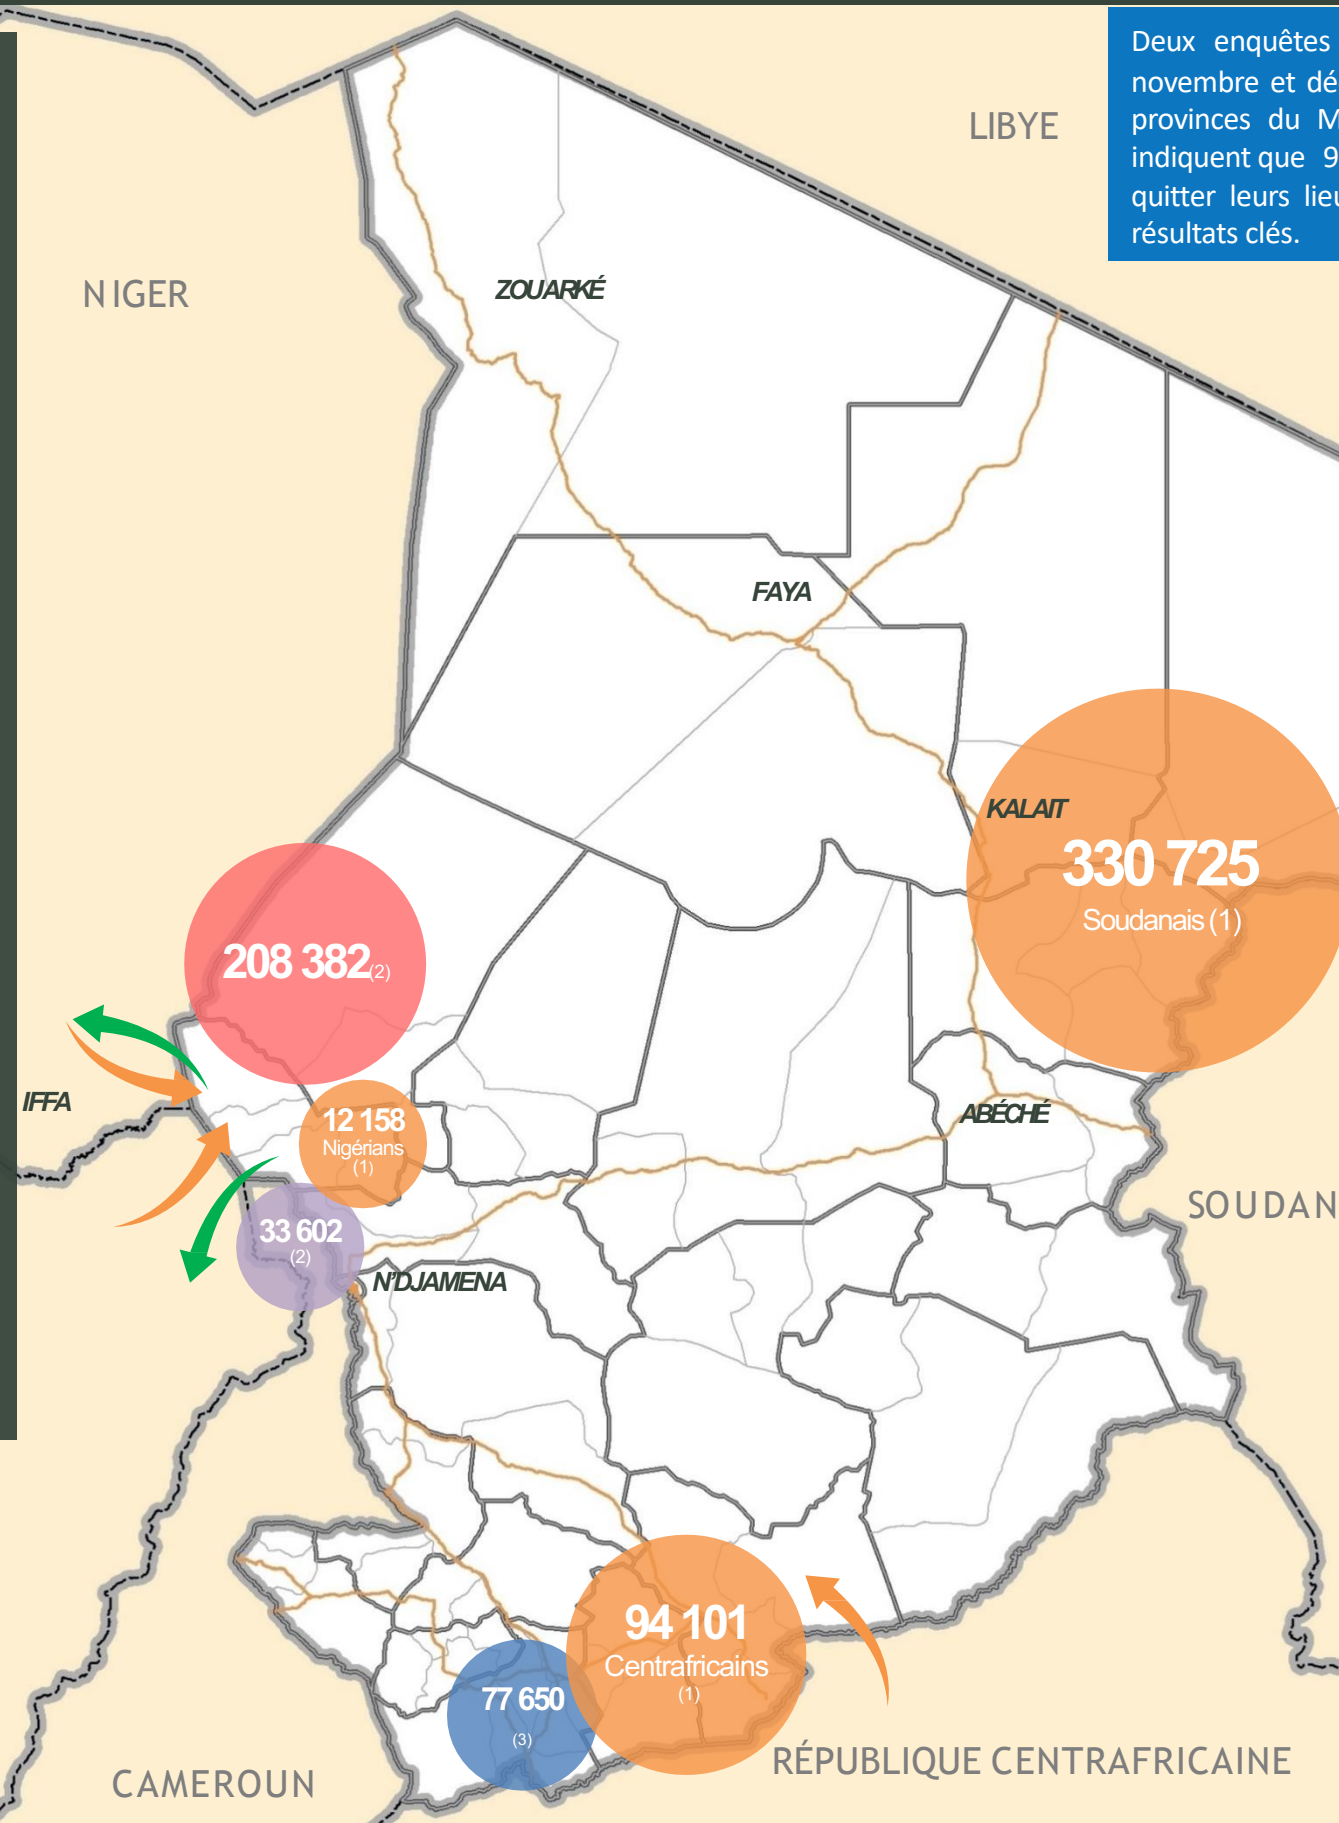 Deux enquêtes
novembre et dé
provinces du M
indiquent que 9
quitter leurs lieu
résultats clés.
LIBYE
NIGER
ZOUARKÉ
FAYA
KALAIT
330 725
Soudanais (1)
208 382(2)
IFFA
12 158
Nigérians
(1)
ABÉCHÉ
SOUDAN
33 602
(2)
N'DJAMENA
94 101
Centrafricains
(1)
77 650
(3)
RÉPUBLIQUE CENTRAFRICAINE
CAMEROUN